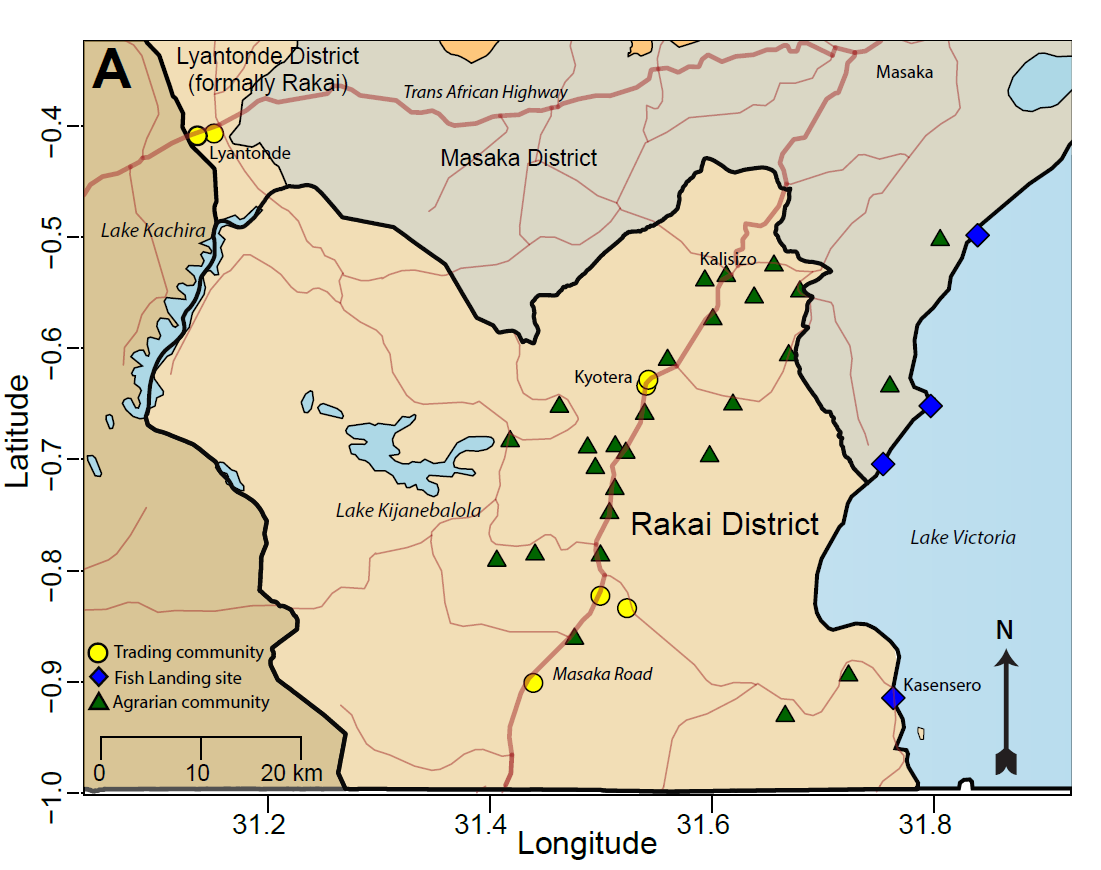 A
Lyantonde District
(formally Rakai)
Trans African Highway
Masaka
Lyantonde
Masaka District
Lake Kachira
Kalisizo
Kyotera
Lake Kijanebalola
Rakai District
Lake Victoria
N
Trading community
Fish Landing site
Agrarian community
Masaka Road
Kasensero
0 10 20 km
Latitude
−0.4
−0.5
−0.6
−0.7
−0.8
−0.9
−1.0
31.2 31.4 31.6 31.8
Longitude